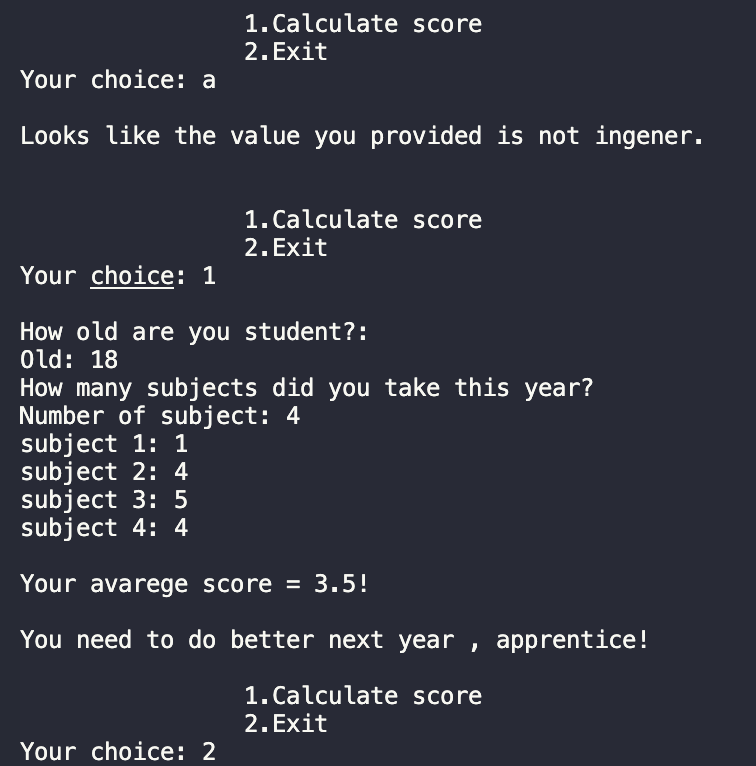 1.Calculate score
2.Exit
Your choice: a
Looks like the value you provided is not ingener.
1.Calculate score
2.Exit
Your choice: 1
How old are you student?:
Old: 18
How many subjects did you take this year?
Number of subject: 4
subject 1: 1
subject 2: 4
subject 3: 5
subject 4: 4
Your avarege score = 3.5!
You need to do better next year , apprentice!
1.Calculate score
2.Exit
Your choice: 2